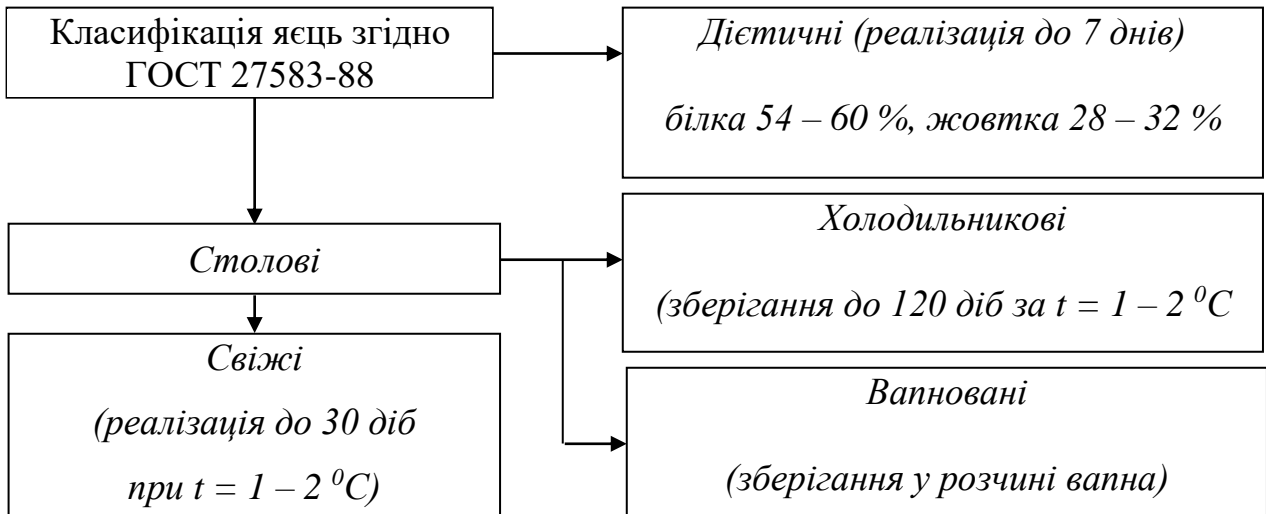 Класифікація яєць згідно
ГОСТ 27583-88
Дієтичні (реалізація до 7 днів)
білка 54 – 60 %, жовтка 28 – 32 %
Столові
Холодильникові
(зберігання до 120 діб за t = 1 – 2 ⁰С
Свіжі
(реалізація до 30 діб
при t = 1 – 2 ⁰С)
Вапновані
(зберігання у розчині вапна)